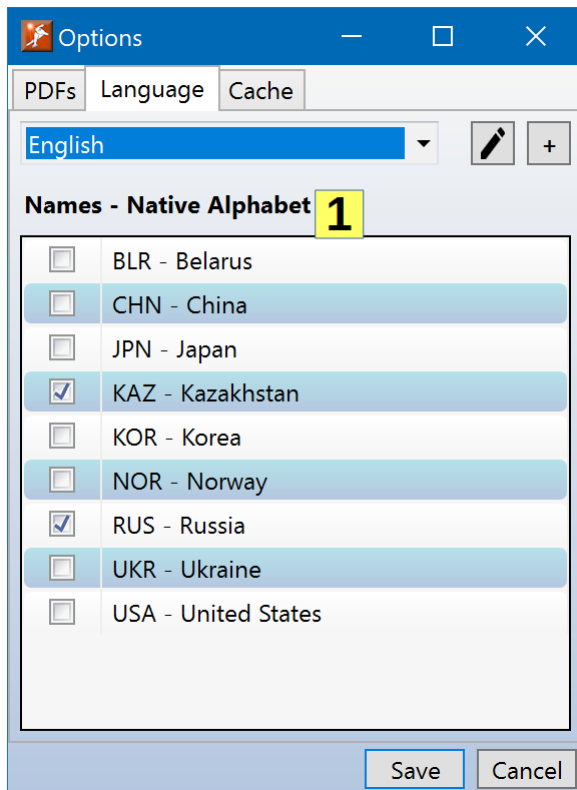 Options
PDFs Language Cache
English +
Names - Native Alphabet 1
BLR - Belarus
CHN - China
JPN - Japan
KAZ - Kazakhstan
KOR - Korea
NOR - Norway
RUS - Russia
UKR - Ukraine
USA - United States
Save Cancel